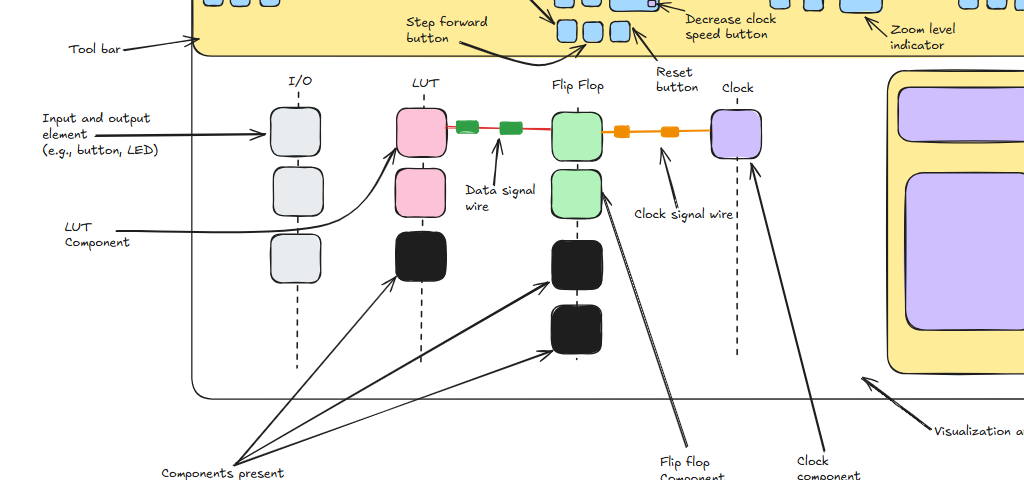 Step forward
button
Decrease clock
speed button
Zoom level
indicator
Tool bar
Reset
button
I/O
LUT
Flip Flop
Clock
Input and output
element
(e.g., button, LED)
Data signal
wire
Clock signal wire
LUT
Component
Visualization
Components present
Flip flop
Component
Clock
component